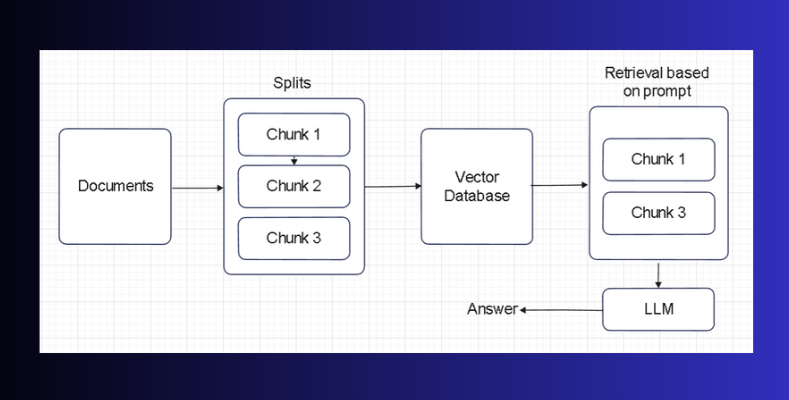 Documents
Splits
Chunk 1
Chunk 2
Chunk 3
Vector
Database
Retrieval based
on prompt
Chunk 1
Chunk 3
LLM
Answer